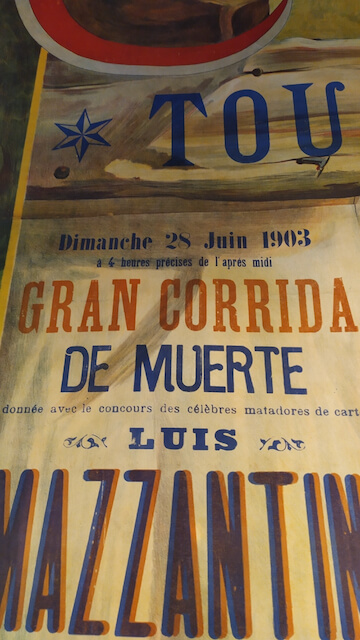 TOU
Dimanche 28 Juin 1903
à 4 heures précises de l'après midi
GRAN CORRIDA
DE MUERTE
donnée avec le concours des célèbres matadores de cart
LUIS
MAZZANTIN